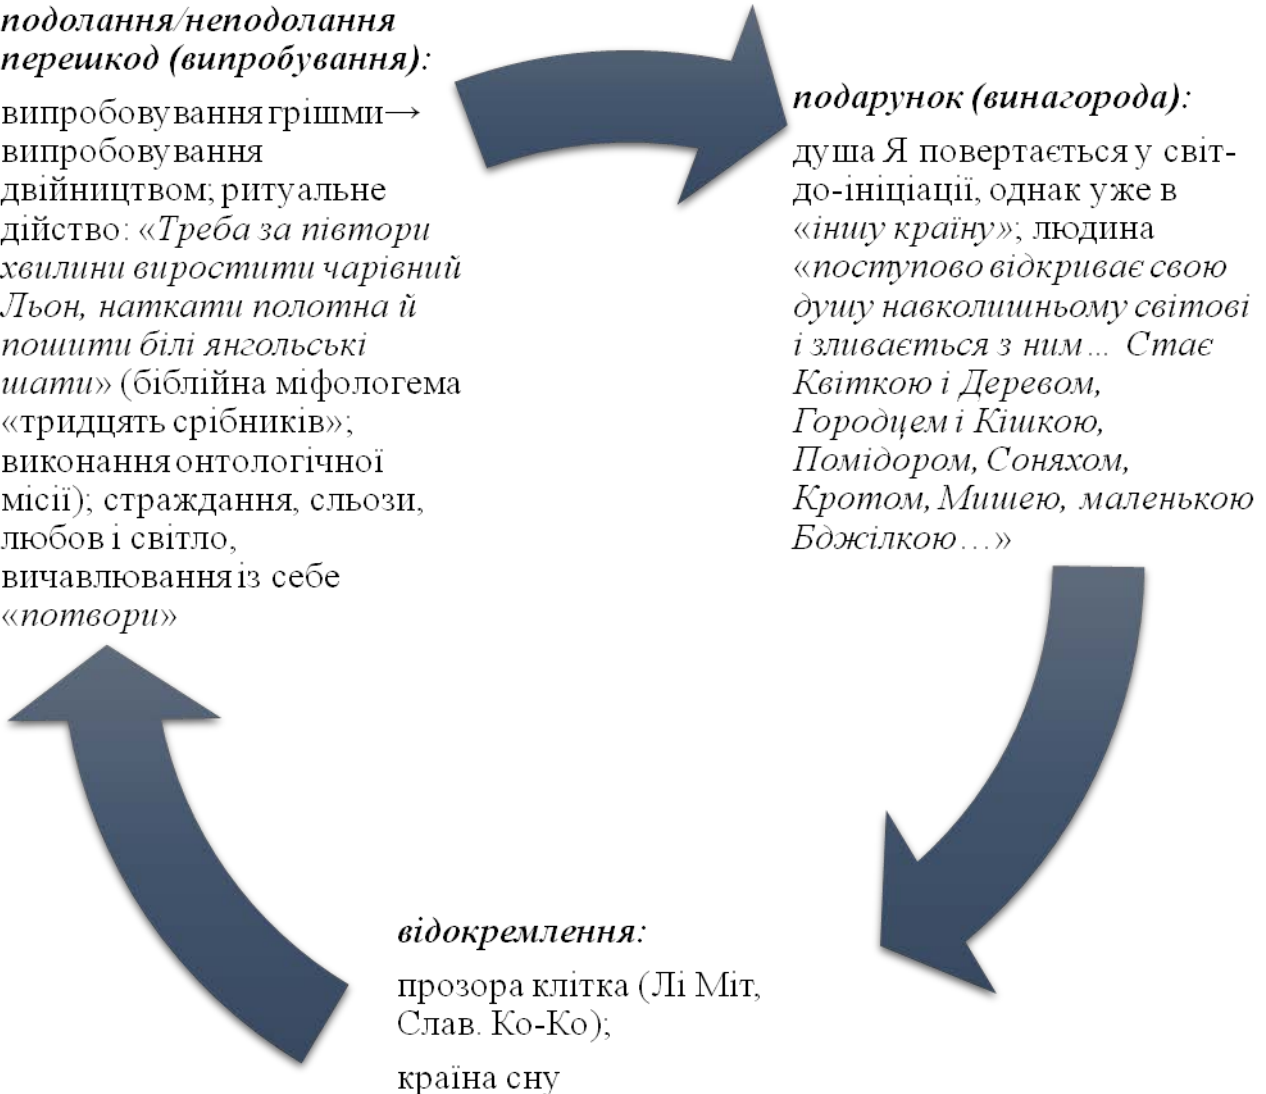 подолання/неподолання
перешкод (випробування):
випробовування грішми→
випробовування
двійництвом; ритуальне
дійство: «Треба за півтори
хвилини виростити чарівний
Льон, наткати полотна й
пошити білі янгольські
шати» (біблійна міфологема
«тридцять срібників»;
виконання онтологічної
місії); страждання, сльози,
любов і світло,
вичавлювання із себе
«потвори»
подарунок (винагорода):
душа Я повертається у світ-
до-ініціації, однак уже в
«іншу країну»; людина
«поступово відкриває свою
душу навколишньому світові
і зливається з ним... Стає
Квіткою і Деревом,
Городцем і Кішкою,
Помідором, Соняхом,
Кротом, Мишею, маленькою
Бджілкою...»
відокремлення:
прозора клітка (Лі Міт,
Слав. Ко-Ко);
країна сну